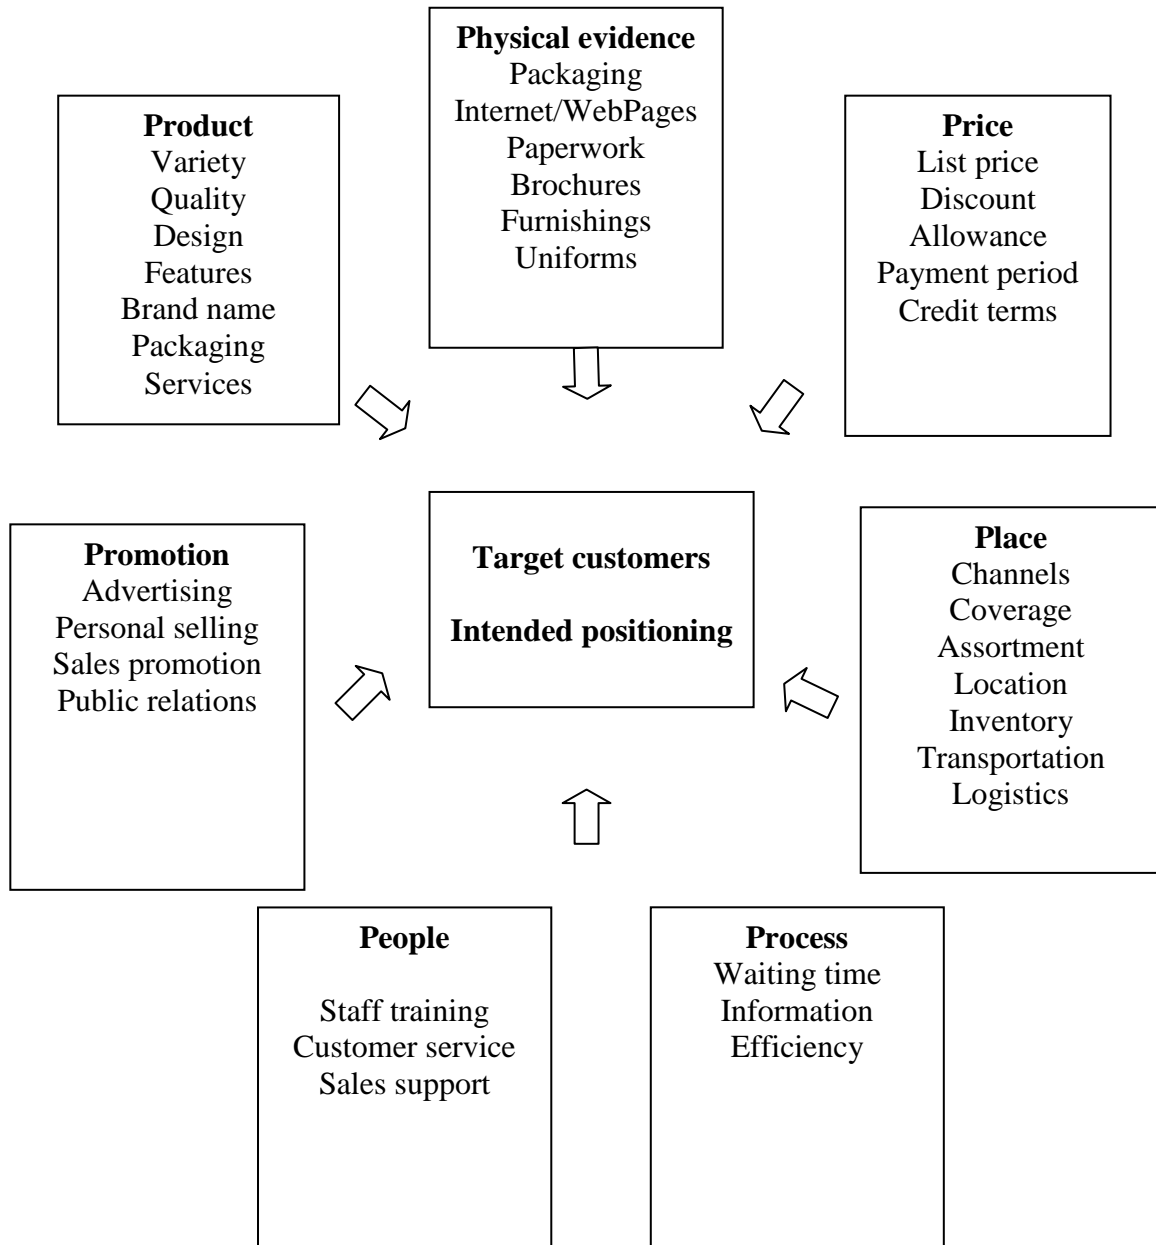 Physical evidence
Packaging
Internet/WebPages
Paperwork
Brochures
Furnishings
Uniforms
Product
Variety
Quality
Design
Features
Brand name
Packaging
Services
Price
List price
Discount
Allowance
Payment period
Credit terms
Promotion
Advertising
Personal selling
Sales promotion
Public relations
Target customers
Intended positioning
Place
Channels
Coverage
Assortment
Location
Inventory
Transportation
Logistics
People
Staff training
Customer service
Sales support
Process
Waiting time
Information
Efficiency